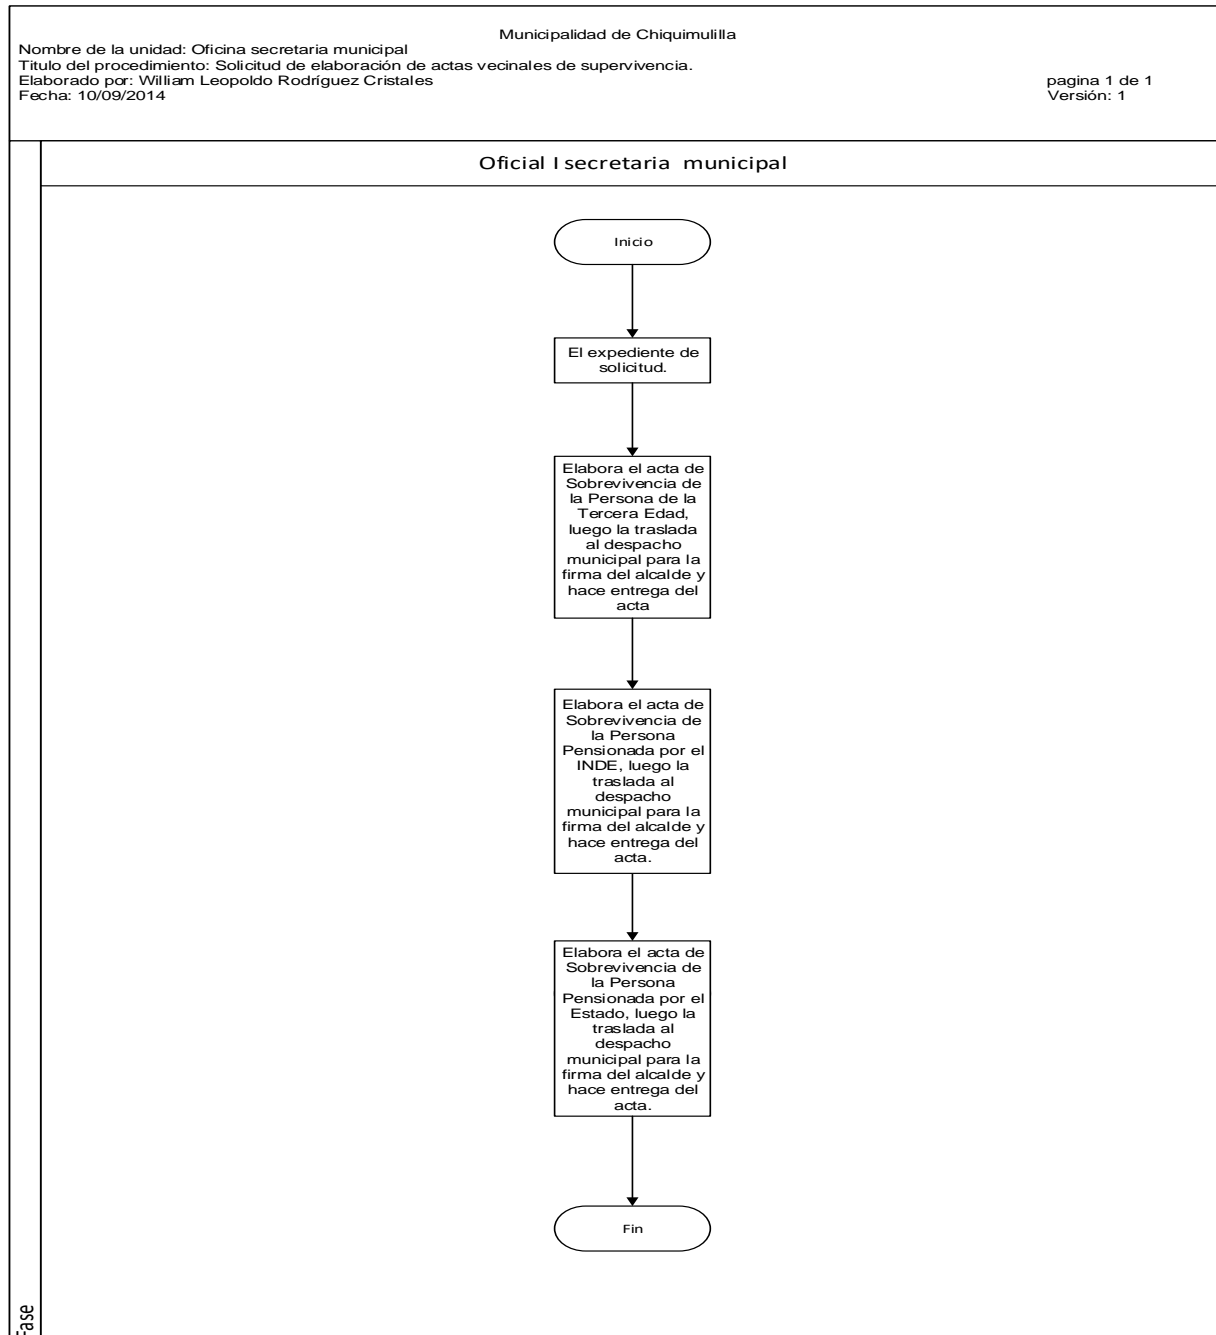 Municipalidad de Chiquimulilla
Nombre de la unidad: Oficina secretaria municipal
Titulo del procedimiento: Solicitud de elaboración de actas vecinales de supervivencia.
Elaborado por: William Leopoldo Rodríguez Cristales
pagina 1 de 1
Fecha: 10/09/2014
Versión: 1
Oficial I secretaria municipal
Inicio
El expediente de
solicitud.
Elabora el acta de
Sobrevivencia de
la Persona de la
Tercera Edad,
luego la traslada
al despacho
municipal para la
firma del alcalde y
hace entrega del
acta
Elabora el acta de
Sobrevivencia de
la Persona
Pensionada por el
INDE, luego la
traslada al
despacho
municipal para la
firma del alcalde y
hace entrega del
acta.
Elabora el acta de
Sobrevivencia de
la Persona
Pensionada por el
Estado, luego la
traslada al
despacho
municipal para la
firma del alcalde y
hace entrega del
acta.
Fin
Fase